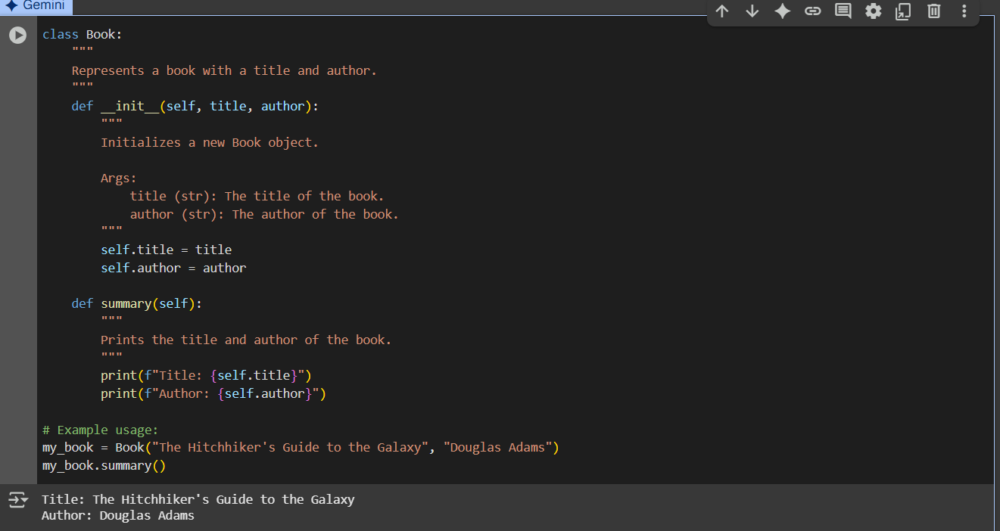 Gemini
class Book:
    """
    Represents a book with a title and author.
    """
    def __init__(self, title, author):
        """
        Initializes a new Book object.

        Args:
            title (str): The title of the book.
            author (str): The author of the book.
        """
        self.title = title
        self.author = author

    def summary(self):
        """
        Prints the title and author of the book.
        """
        print(f"Title: {self.title}")
        print(f"Author: {self.author}")

# Example usage:
my_book = Book("The Hitchhiker's Guide to the Galaxy", "Douglas Adams")
my_book.summary()
Title: The Hitchhiker's Guide to the Galaxy
Author: Douglas Adams